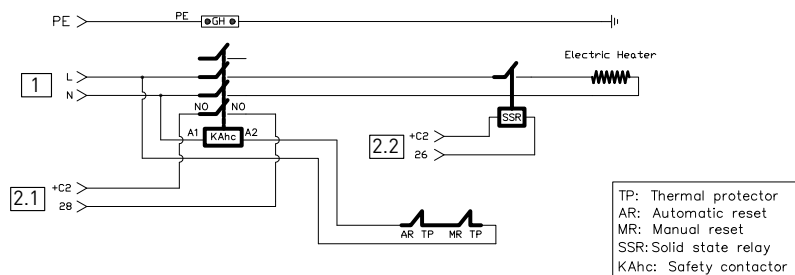 PE
PE
GH
Electric Heater
1
L
N
NO
NO
A1
KAhc
A2
SSR
2.2
+C2
26
2.1
+C2
28
AR TP MR TP
TP: Thermal protector
AR: Automatic reset
MR: Manual reset
SSR: Solid state relay
KAhc: Safety contactor